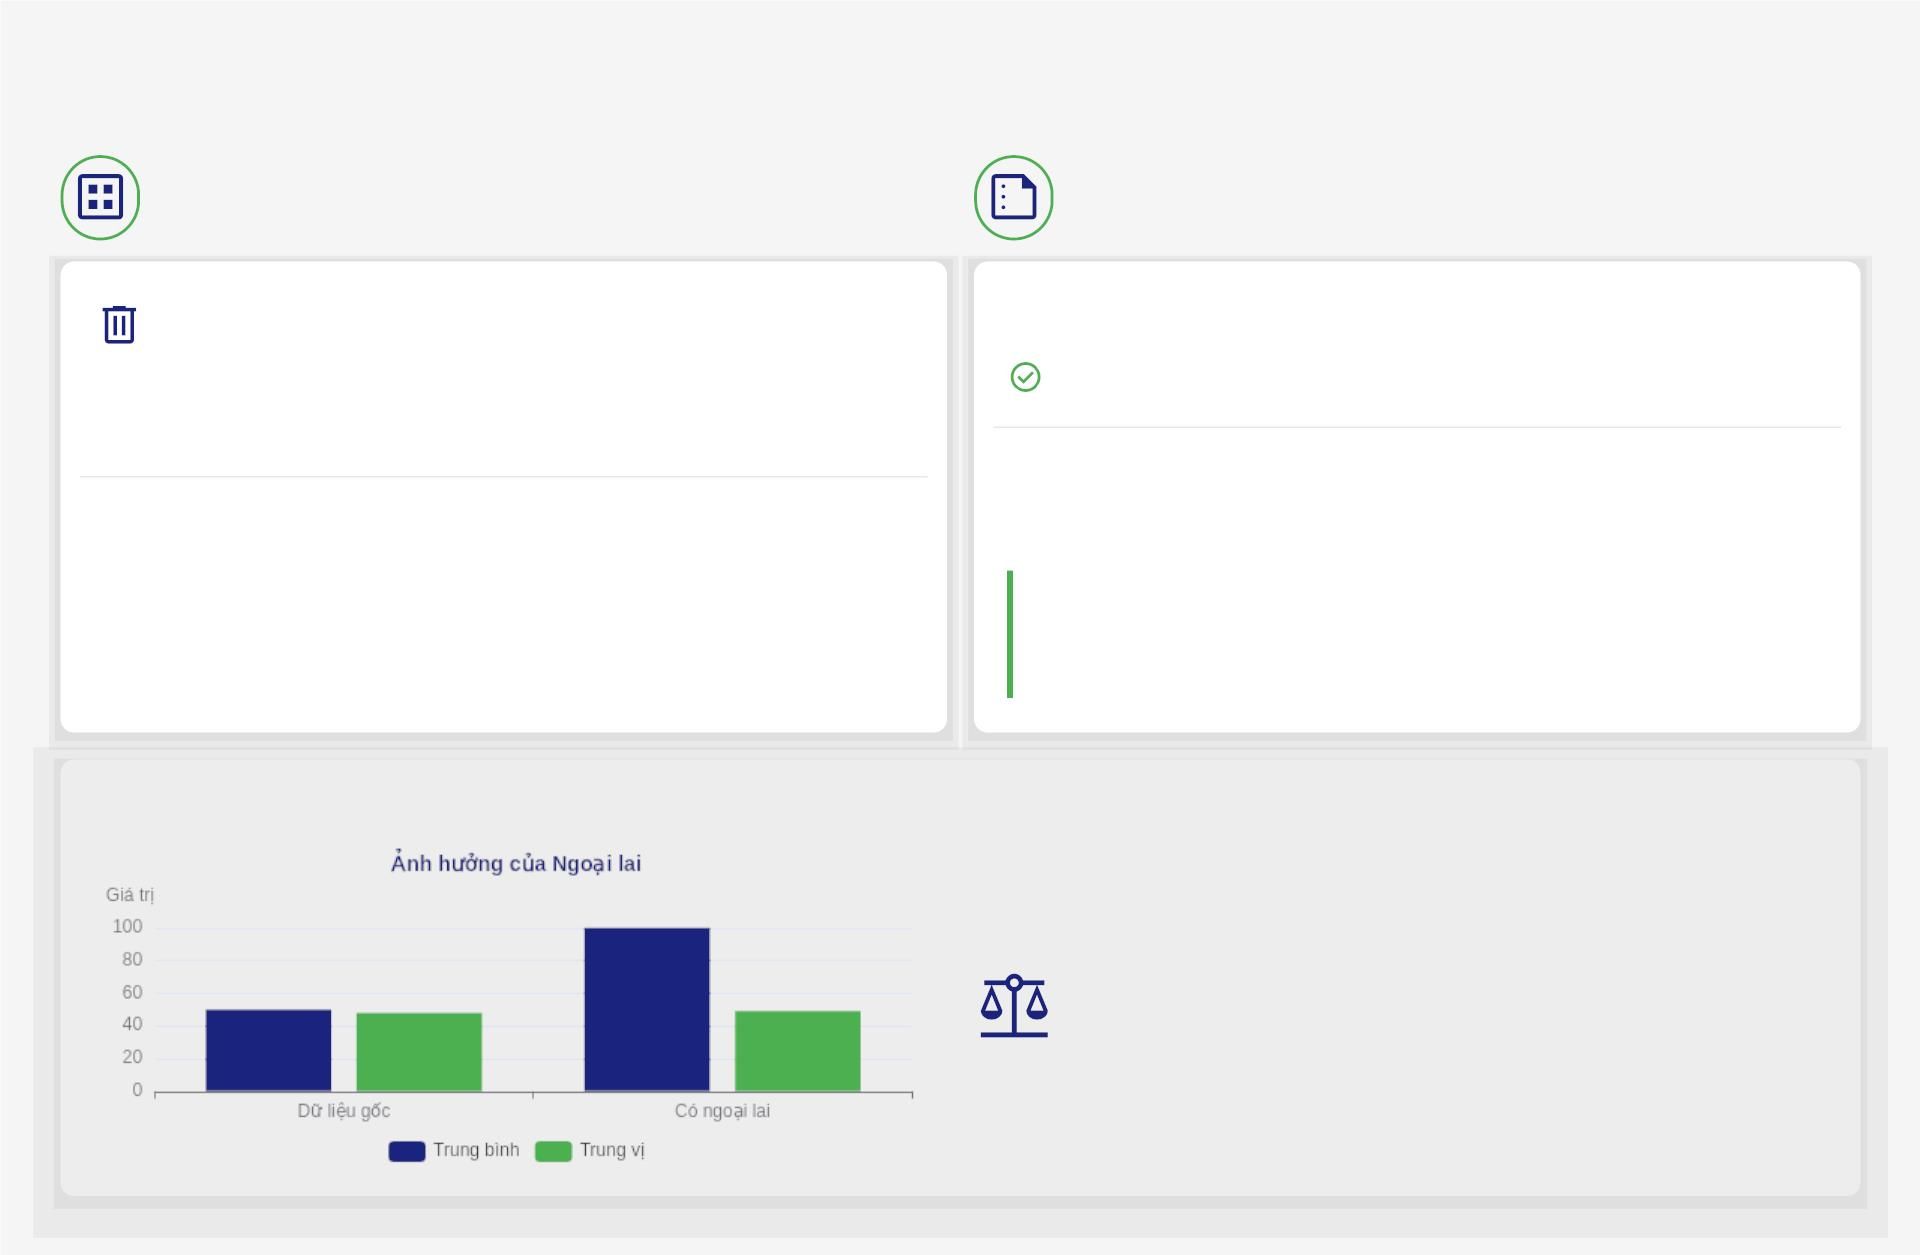 Ảnh hưởng của Ngoại lai
Giá trị
100
80
60
40
20
0
Dữ liệu gốc Có ngoại lai
Trung bình Trung vị